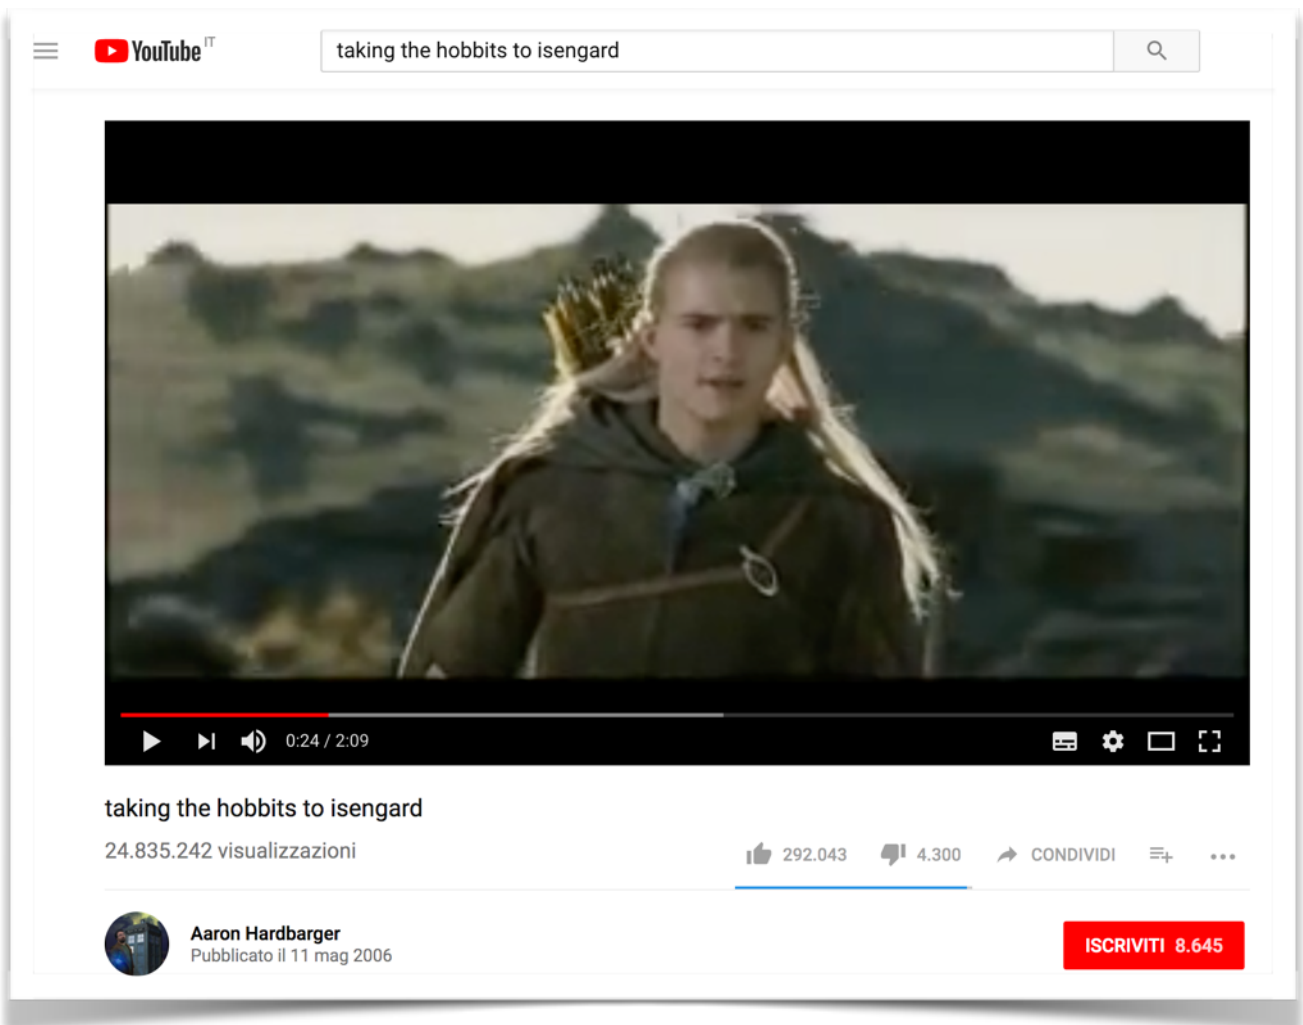 YouTube IT
taking the hobbits to isengard
0:24 / 2:09
taking the hobbits to isengard
24.835.242 visualizzazioni
292.043
4.300
CONDIVIDI
Aaron Hardbarger
Pubblicato il 11 mag 2006
ISCRIVITI 8.645